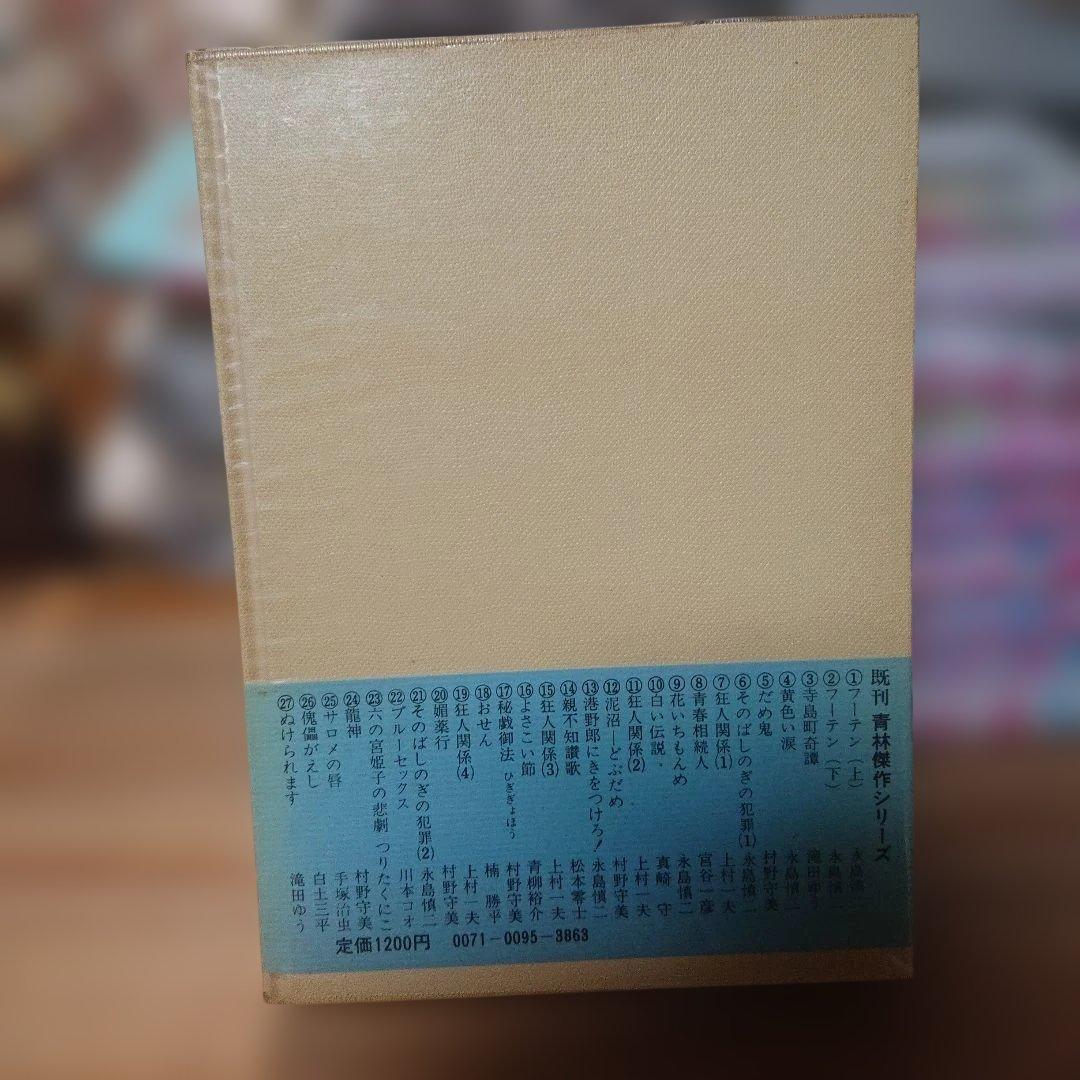 既刊 青林傑作シリーズ
①フーテン(上) 永島慎二
②フーテン(下) 永島慎二
③寺島町奇譚 滝田ゆう
④黄色い涙 永島慎二
⑤だめ鬼 村野守美
⑥そのばしのぎの犯罪(1) 永島慎二
⑦狂人関係(1) 上村一夫
⑧青春相続人 宮谷一彦
⑨花いちもんめ 永島慎二
⑩白い伝説 真崎 守
⑪狂人関係(2) 上村一夫
⑫泥沼―どぶだめ 村野守美
⑬港野郎にきをつけろ! 永島慎二
⑭親不知讃歌 松本零士
⑮狂人関係(3) 上村一夫
⑯よさこい節 青柳裕介
⑰秘戯御法 ひぎぎょほう 村野守美
⑱おせん 楠 勝平
⑲狂人関係(4) 上村一夫
⑳媚薬行 村野守美
㉑そのばしのぎの犯罪(2) 永島慎二
㉒ブルーセックス 川本コオ
㉓六の宮姫子の悲劇 つりたくにこ
㉔龍神 村野守美
㉕サロメの唇 手塚治虫
㉖傀儡がえし 白土三平
㉗ぬけられます 滝田ゆう
定価1200円 0071-0095-3863